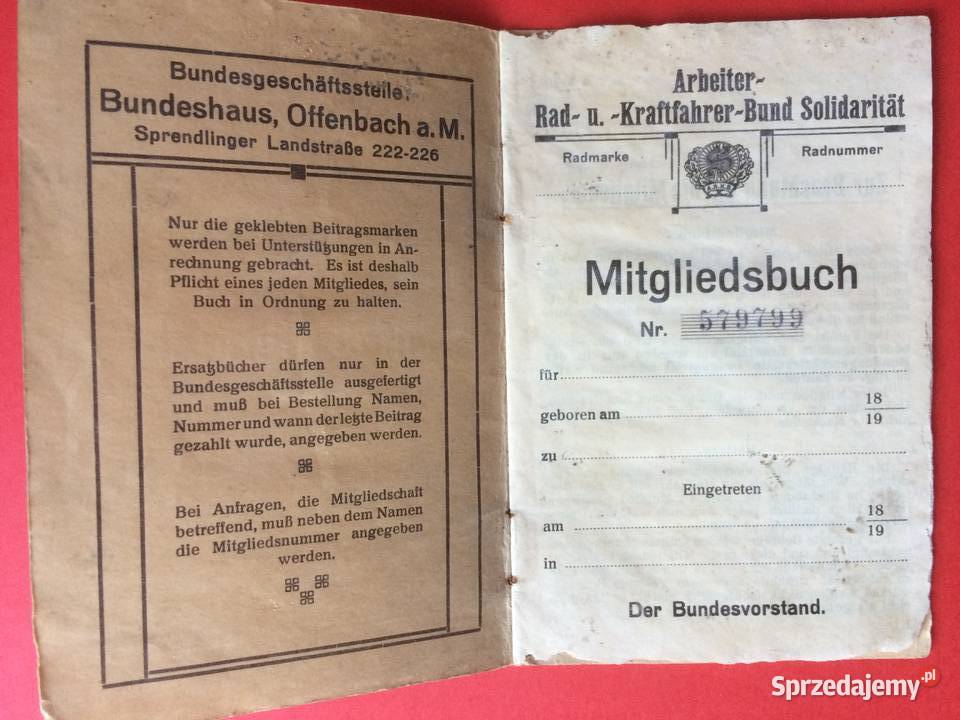 Bundesgeschäftsstelle:
Bundeshaus, Offenbach a. M.
Sprendlinger Landstraße 222-226
Nur die geklebten Beitragsmarken
werden bei Unterstützungen in An-
rechnung gebracht. Es ist deshalb
Pflicht eines jeden Mitgliedes, sein
Buch in Ordnung zu halten.
Ersatzbücher dürfen nur in der
Bundesgeschäftsstelle ausgefertigt
und muß bei Bestellung Namen,
Nummer und wann der letzte Beitrag
gezahlt wurde, angegeben werden.
Bei Anfragen, die Mitgliedschaft
betreffend, muß neben dem Namen
die Mitgliedsnummer angegeben
werden.
Arbeiter-
Rad- u. -Kraftfahrer-Bund Solidarität
Radmarke
Radnummer
Mitgliedsbuch
Nr. 579799
für
geboren am 18
19
zu
Eingetreten
am 18
19
in
Der Bundesvorstand.
Sprzedajemy.pl